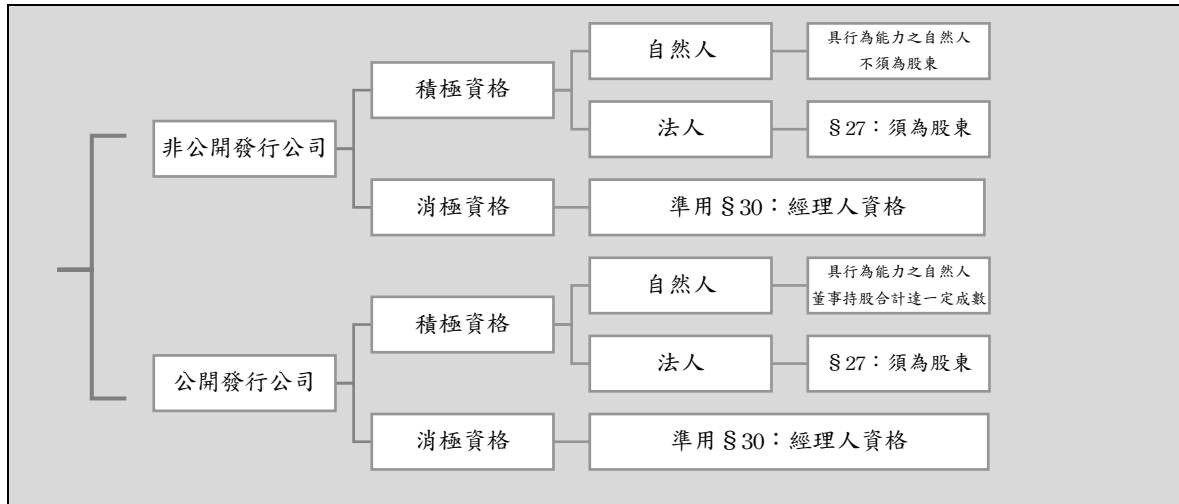 非公開發行公司
積極資格
自然人
具行為能力之自然人
不須為股東
法人
§27：須為股東
消極資格
準用§30：經理人資格
公開發行公司
積極資格
自然人
具行為能力之自然人
董事持股合計達一定成數
法人
§27：須為股東
消極資格
準用§30：經理人資格